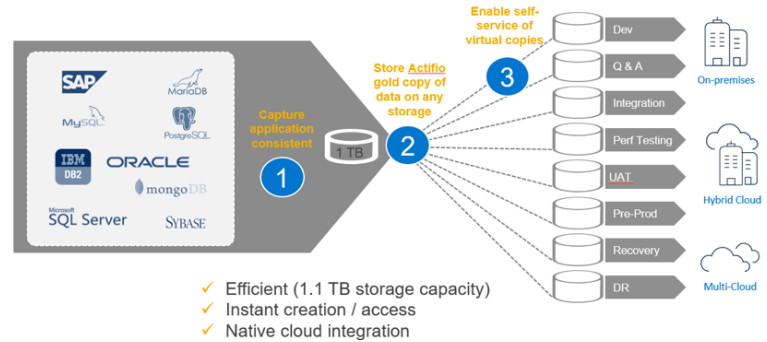 SAP
MariaDB
MySQL
PostgreSQL
IBM
DB2
ORACLE
mongoDB
Microsoft
SQL Server
SYBASE
Capture
application
consistent
1
1 TB
Store Actifio
gold copy of
data on any
storage
2
Enable self-
service of
virtual copies
3
Dev
Q & A
Integration
Perf Testing
UAT
Pre-Prod
Recovery
DR
On-premises
Hybrid Cloud
Multi-Cloud
✓ Efficient (1.1 TB storage capacity)
✓ Instant creation / access
✓ Native cloud integration